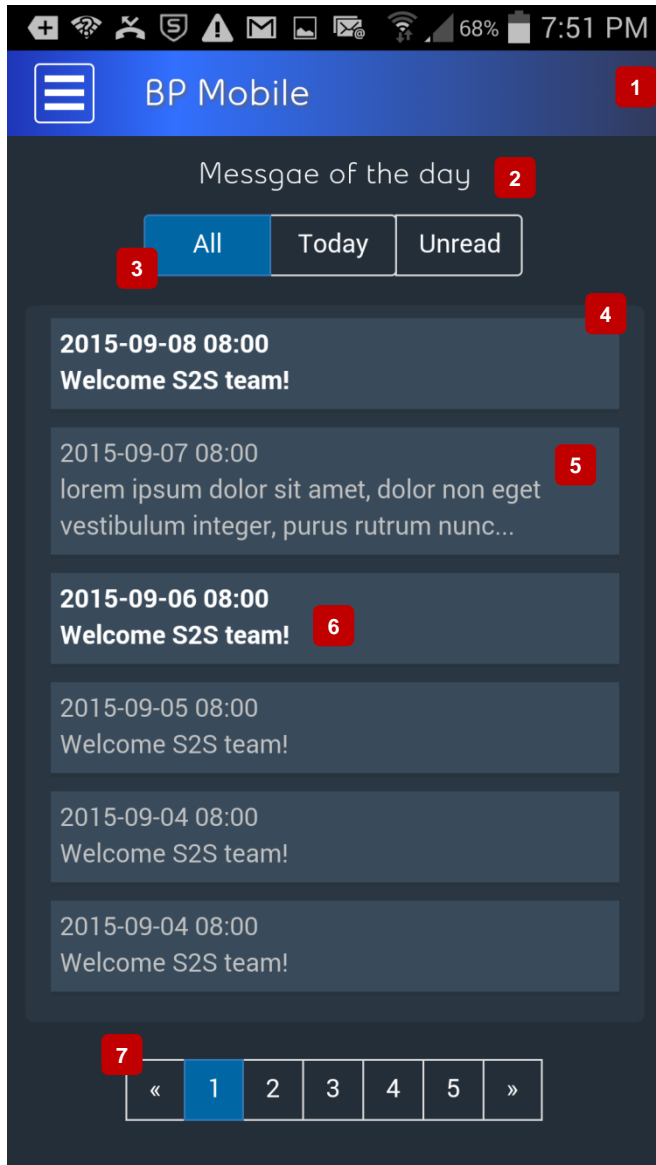 68% 7:51 PM
BP Mobile 1
Messgae of the day 2
All Today Unread
3
4
2015-09-08 08:00
Welcome S2S team!
2015-09-07 08:00
5
lorem ipsum dolor sit amet, dolor non eget
vestibulum integer, purus rutrum nunc...
2015-09-06 08:00
Welcome S2S team! 6
2015-09-05 08:00
Welcome S2S team!
2015-09-04 08:00
Welcome S2S team!
2015-09-04 08:00
Welcome S2S team!
7
« 1 2 3 4 5 »